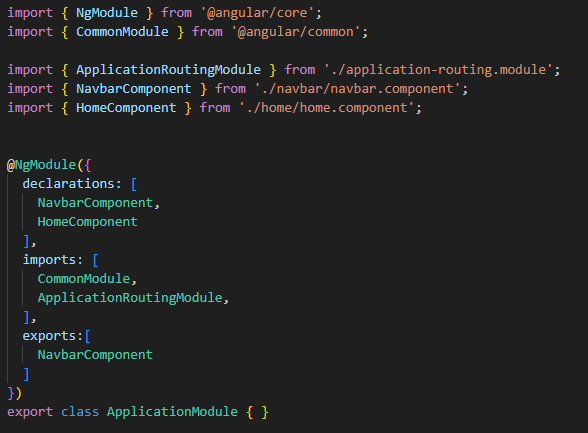 import { NgModule } from '@angular/core';
import { CommonModule } from '@angular/common';
import { ApplicationRoutingModule } from './application-routing.module';
import { NavbarComponent } from './navbar/navbar.component';
import { HomeComponent } from './home/home.component';
@NgModule({
  declarations: [
    NavbarComponent,
    HomeComponent
  ],
  imports: [
    CommonModule,
    ApplicationRoutingModule,
  ],
  exports:[
    NavbarComponent
  ]
})
export class ApplicationModule { }